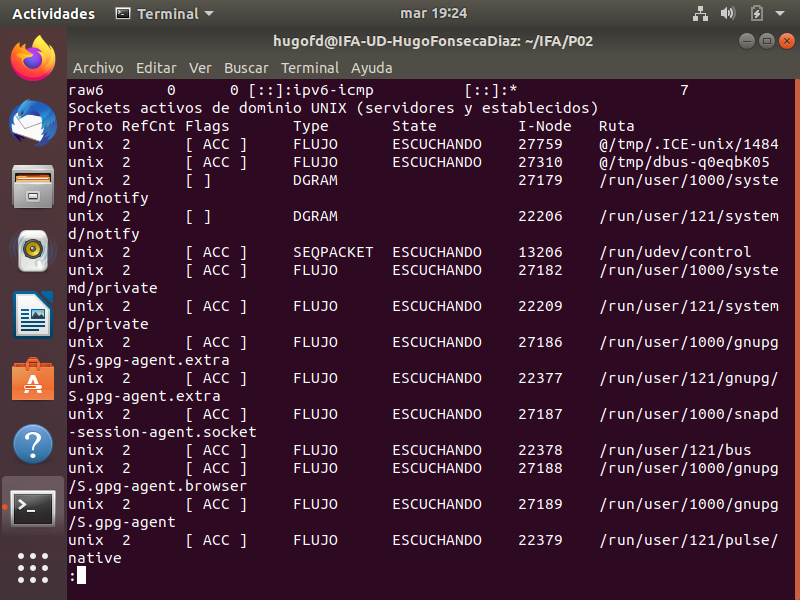 Actividades Terminal mar 19:24
hugofd@IFA-UD-HugoFonsecaDiaz: ~/IFA/P02
Archivo Editar Ver Buscar Terminal Ayuda
raw6 0 0 [::]:ipv6-icmp [::]:* 7
Sockets activos de dominio UNIX (servidores y establecidos)
Proto RefCnt Flags Type State I-Node Ruta
unix 2 [ ACC ] FLUJO ESCUCHANDO 27759 @/tmp/.ICE-unix/1484
unix 2 [ ACC ] FLUJO ESCUCHANDO 27310 @/tmp/dbus-q0eqbK05
unix 2 [ ] DGRAM 27179 /run/user/1000/syste
md/notify
unix 2 [ ] DGRAM 22206 /run/user/121/system
d/notify
unix 2 [ ACC ] SEQPACKET ESCUCHANDO 13206 /run/udev/control
unix 2 [ ACC ] FLUJO ESCUCHANDO 27182 /run/user/1000/syste
md/private
unix 2 [ ACC ] FLUJO ESCUCHANDO 22209 /run/user/121/system
d/private
unix 2 [ ACC ] FLUJO ESCUCHANDO 27186 /run/user/1000/gnupg
/S.gpg-agent.extra
unix 2 [ ACC ] FLUJO ESCUCHANDO 22377 /run/user/121/gnupg/
S.gpg-agent.extra
unix 2 [ ACC ] FLUJO ESCUCHANDO 27187 /run/user/1000/snapd
-session-agent.socket
unix 2 [ ACC ] FLUJO ESCUCHANDO 22378 /run/user/121/bus
unix 2 [ ACC ] FLUJO ESCUCHANDO 27188 /run/user/1000/gnupg
/S.gpg-agent.browser
unix 2 [ ACC ] FLUJO ESCUCHANDO 27189 /run/user/1000/gnupg
/S.gpg-agent
unix 2 [ ACC ] FLUJO ESCUCHANDO 22379 /run/user/121/pulse/
native
: